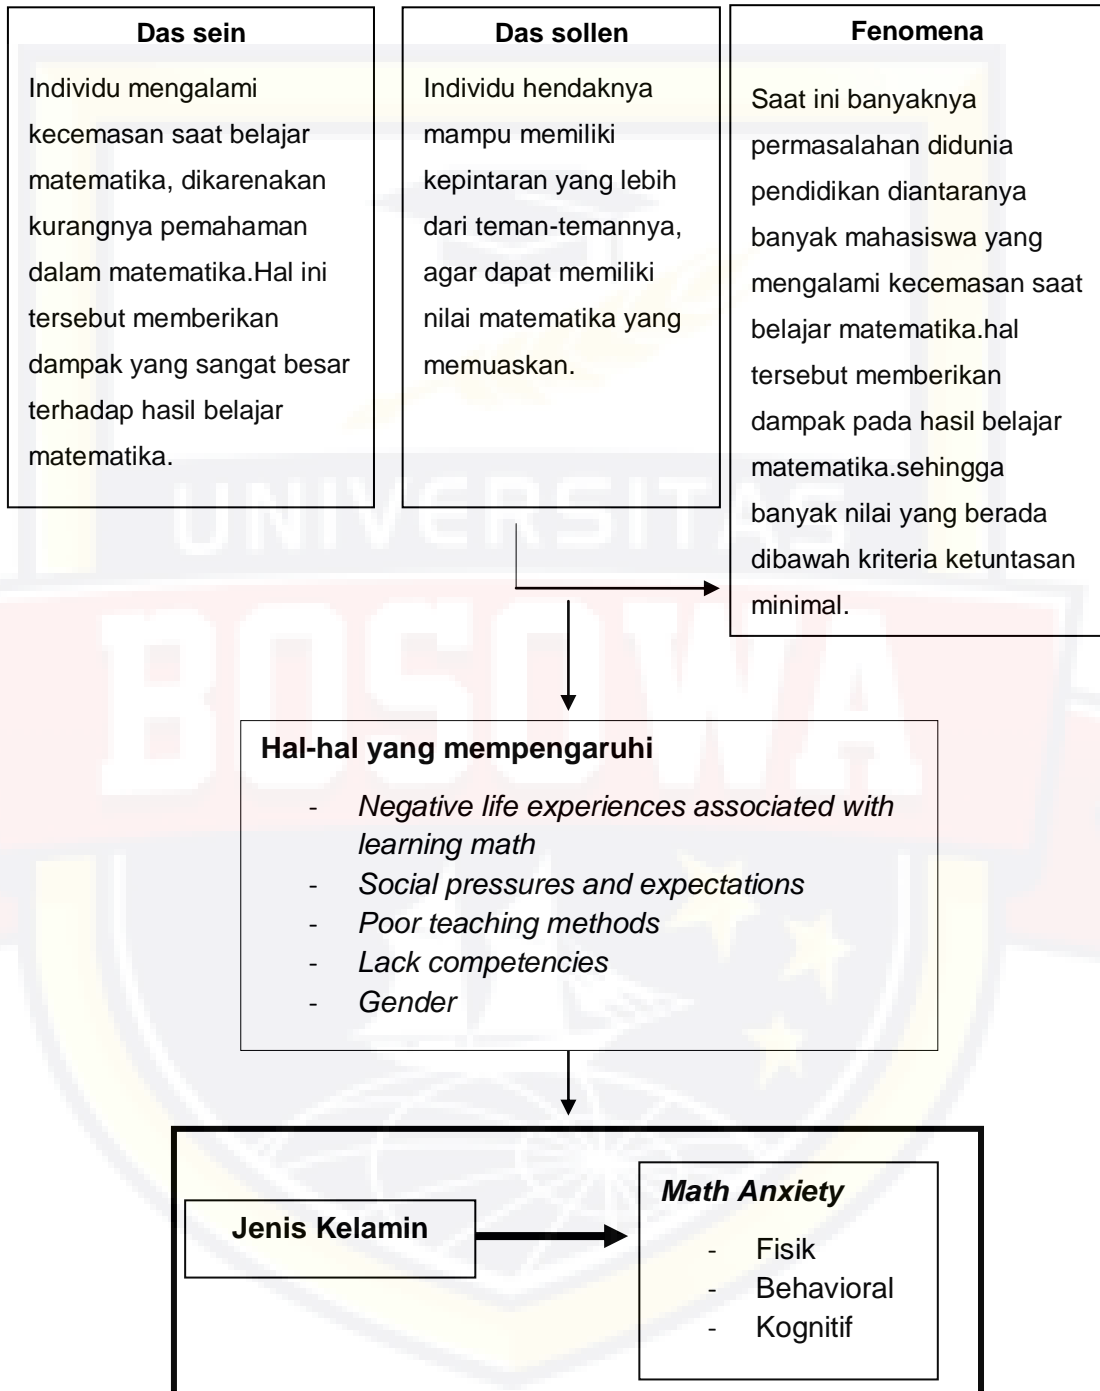 Das sein
Individu mengalami
kecemasan saat belajar
matematika, dikarenakan
kurangnya pemahaman
dalam matematika.Hal ini
tersebut memberikan
dampak yang sangat besar
terhadap hasil belajar
matematika.
Das sollen
Individu hendaknya
mampu memiliki
kepintaran yang lebih
dari teman-temannya,
agar dapat memiliki
nilai matematika yang
memuaskan.
Fenomena
Saat ini banyaknya
permasalahan didunia
pendidikan diantaranya
banyak mahasiswa yang
mengalami kecemasan saat
belajar matematika.hal
tersebut memberikan
dampak pada hasil belajar
matematika.sehingga
banyak nilai yang berada
dibawah kriteria ketuntasan
minimal.
UNIVERSITAS
BOSOWA
Hal-hal yang mempengaruhi
- Negative life experiences associated with
learning math
- Social pressures and expectations
- Poor teaching methods
- Lack competencies
- Gender
Jenis Kelamin
Math Anxiety
- Fisik
- Behavioral
- Kognitif